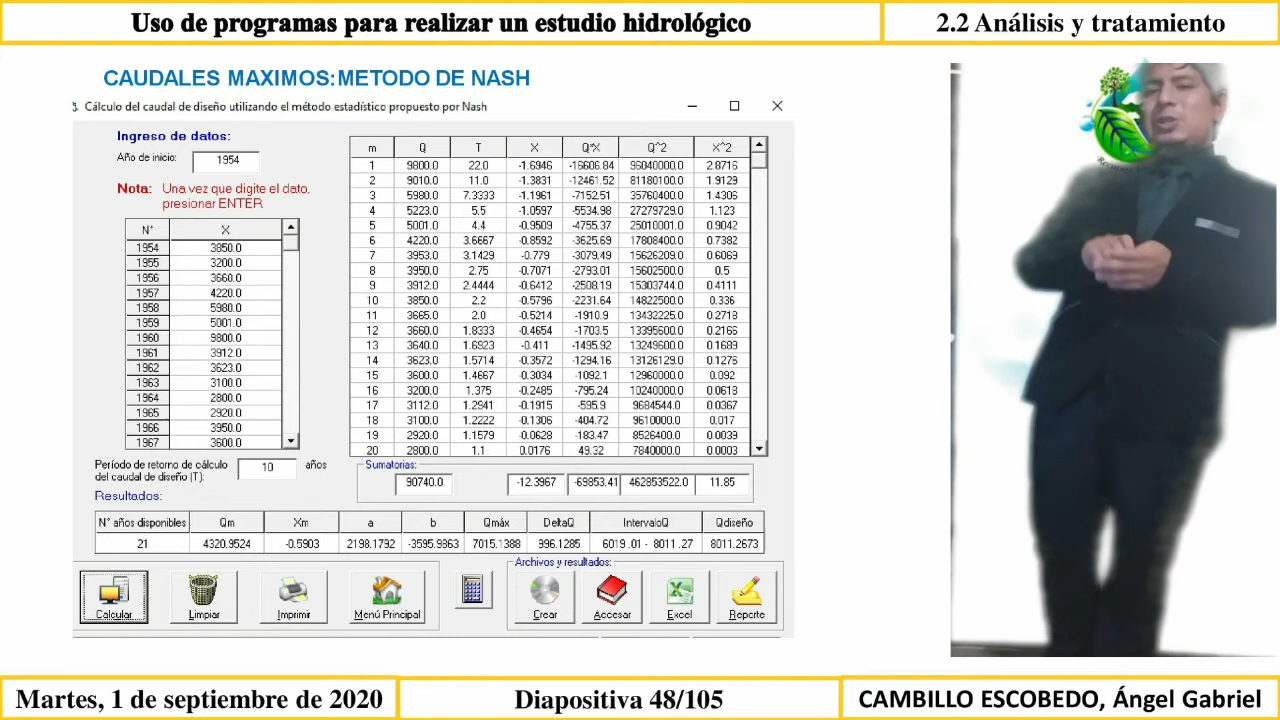 Uso de programas para realizar un estudio hidrológico
2.2 Análisis y tratamiento
CAUDALES MAXIMOS:METODO DE NASH
Cálculo del caudal de diseño utilizando el método estadístico propuesto por Nash
Ingreso de datos:
Año de inicio: 1954
Nota: Una vez que digite el dato, presionar ENTER
N° X
1954 3850.0
1955 3200.0
1956 3660.0
1957 4220.0
1958 5980.0
1959 5001.0
1960 9800.0
1961 3912.0
1962 3623.0
1963 3100.0
1964 2800.0
1965 2920.0
1966 3950.0
1967 3600.0
m Q T X Q*X Q^2 X^2
1 9800.0 22.0 -1.6946 -16606.84 96040000.0 2.8716
2 9010.0 11.0 -1.3831 -12461.52 81180100.0 1.9129
3 5980.0 7.3333 -1.1961 -7152.51 35760400.0 1.4306
4 5223.0 5.5 -1.0597 -5534.98 27279729.0 1.123
5 5001.0 4.4 -0.9509 -4755.37 25010001.0 0.9042
6 4220.0 3.6667 -0.8592 -3625.69 17808400.0 0.7382
7 3953.0 3.1429 -0.779 -3079.49 15626209.0 0.6069
8 3950.0 2.75 -0.7071 -2793.01 15602500.0 0.5
9 3912.0 2.4444 -0.6412 -2508.19 15303744.0 0.4111
10 3850.0 2.2 -0.5796 -2231.64 14822500.0 0.336
11 3665.0 2.0 -0.5214 -1910.9 13432225.0 0.2718
12 3660.0 1.8333 -0.4654 -1703.5 13395600.0 0.2166
13 3640.0 1.6923 -0.411 -1495.92 13249600.0 0.1689
14 3623.0 1.5714 -0.3572 -1294.16 13126129.0 0.1276
15 3600.0 1.4667 -0.3034 -1092.1 12960000.0 0.092
16 3200.0 1.375 -0.2485 -795.24 10240000.0 0.0618
17 3112.0 1.2941 -0.1915 -595.9 9684544.0 0.0367
18 3100.0 1.2222 -0.1306 -404.72 9610000.0 0.017
19 2920.0 1.1579 -0.0628 -183.47 8526400.0 0.0039
20 2800.0 1.1 0.0176 49.32 7840000.0 0.0003
Período de retorno de cálculo del caudal de diseño (T): 10 años
Sumatorias:
90740.0 -12.3967 -69853.41 462853522.0 11.85
Resultados:
N° años disponibles Qm Xm a b Qmáx DeltaQ IntervaloQ Qdiseño
21 4320.9524 -0.5903 2198.1792 -3595.9863 7015.1388 996.1285 6019.01 - 8011.27 8011.2673
Archivos y resultados:
Calcular Limpiar Imprimir Menú Principal Crear Accesar Excel Reporte
Martes, 1 de septiembre de 2020
Diapositiva 48/105
CAMBILLO ESCOBEDO, Ángel Gabriel